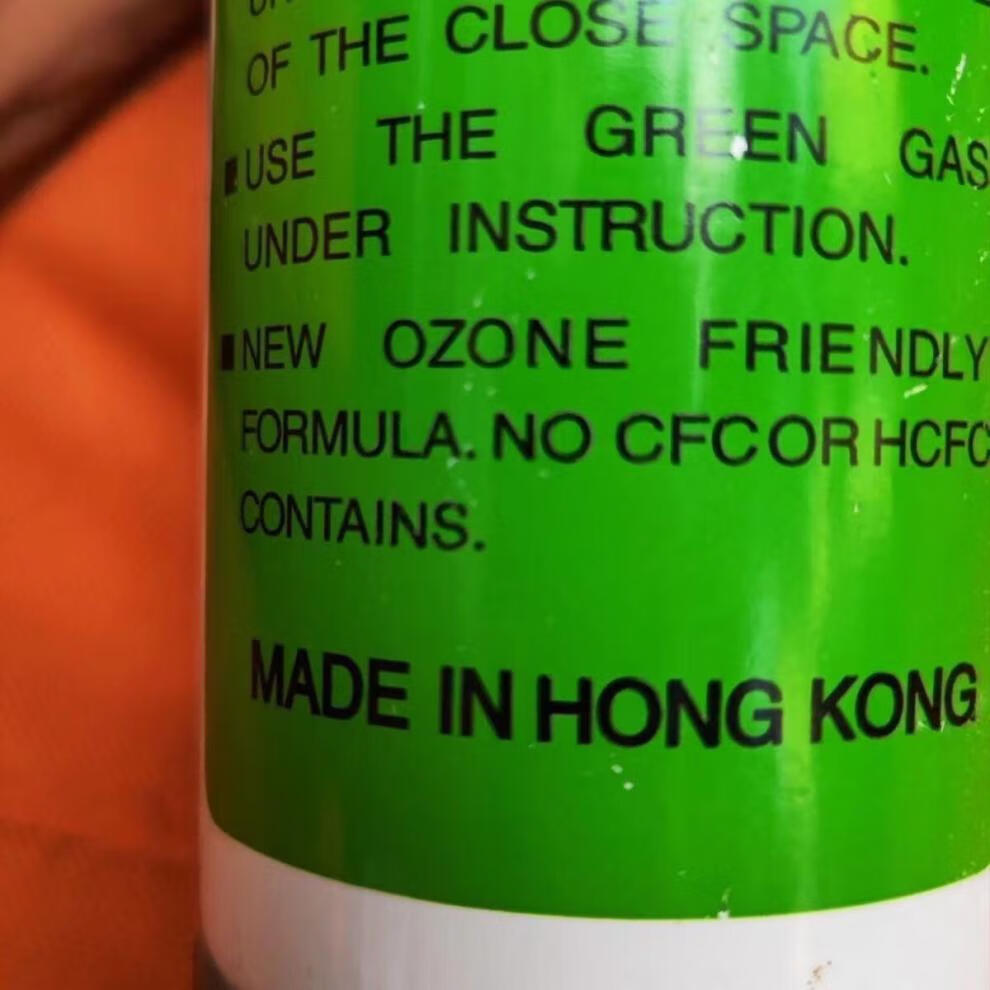 OF THE CLOSE SPACE.
■ USE THE GREEN GAS
UNDER INSTRUCTION.
■ NEW OZONE FRIENDLY
FORMULA. NO CFC OR HCFC
CONTAINS.
MADE IN HONG KONG